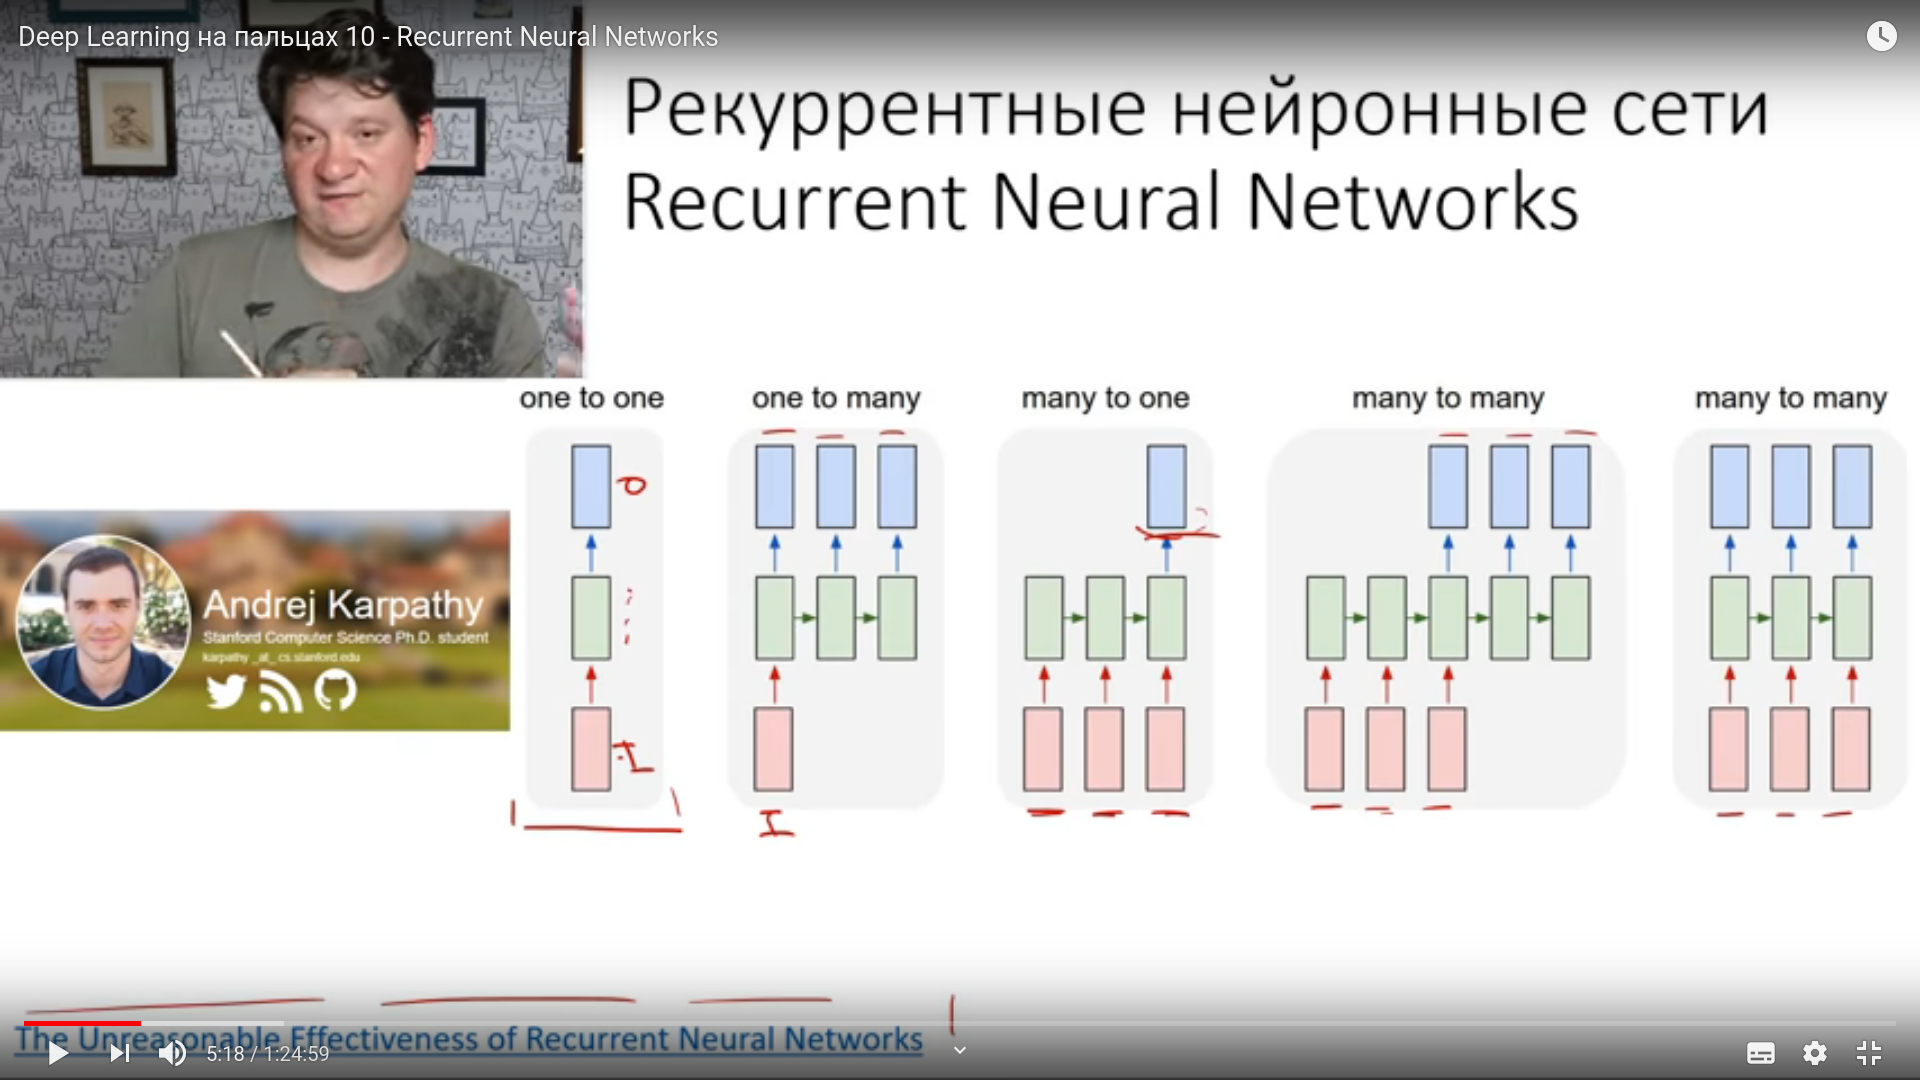 Deep Learning на пальцах 10 - Recurrent Neural Networks
Рекуррентные нейронные сети
Recurrent Neural Networks
one to one
one to many
many to one
many to many
many to many
O
I
I
Andrej Karpathy
Stanford Computer Science Ph.D. student
karpathy _at_ cs.stanford.edu
The Unreasonable Effectiveness of Recurrent Neural Networks
5:18 / 1:24:59